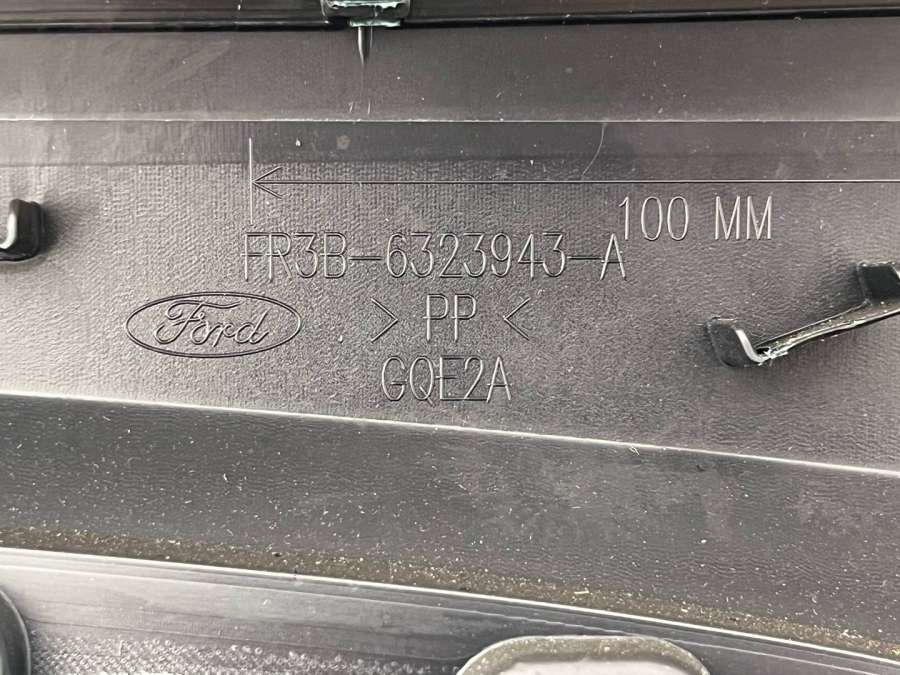 100 MM
FR3B-6323943-A
Ford
> PP <
GQE2A